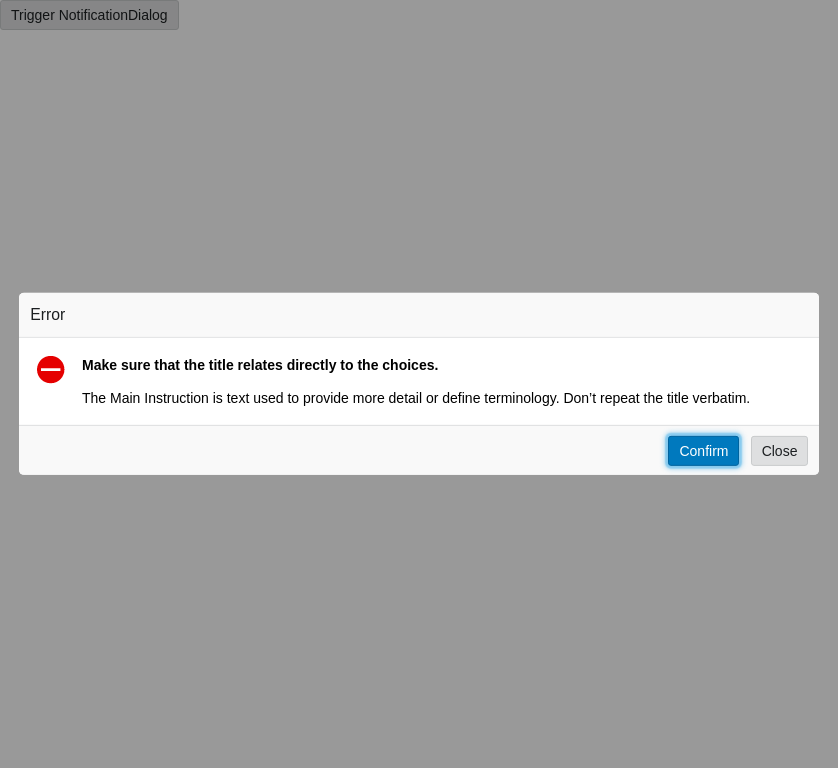 Trigger NotificationDialog
Error
Make sure that the title relates directly to the choices.
The Main Instruction is text used to provide more detail or define terminology. Don’t repeat the title verbatim.
Confirm
Close